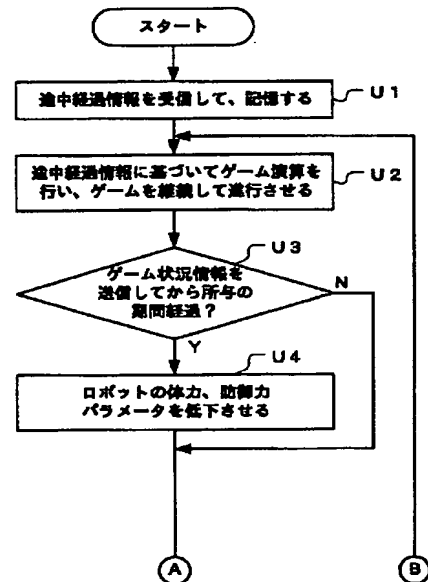 スタート
途中経過情報を受信して、記憶する
U1
途中経過情報に基づいてゲーム演算を
行い、ゲームを継続して進行させる
U2
U3
ゲーム状況情報を
送信してから所与の
期間経過?
N
Y
U4
ロボットの体力、防御力
パラメータを低下させる
A
B